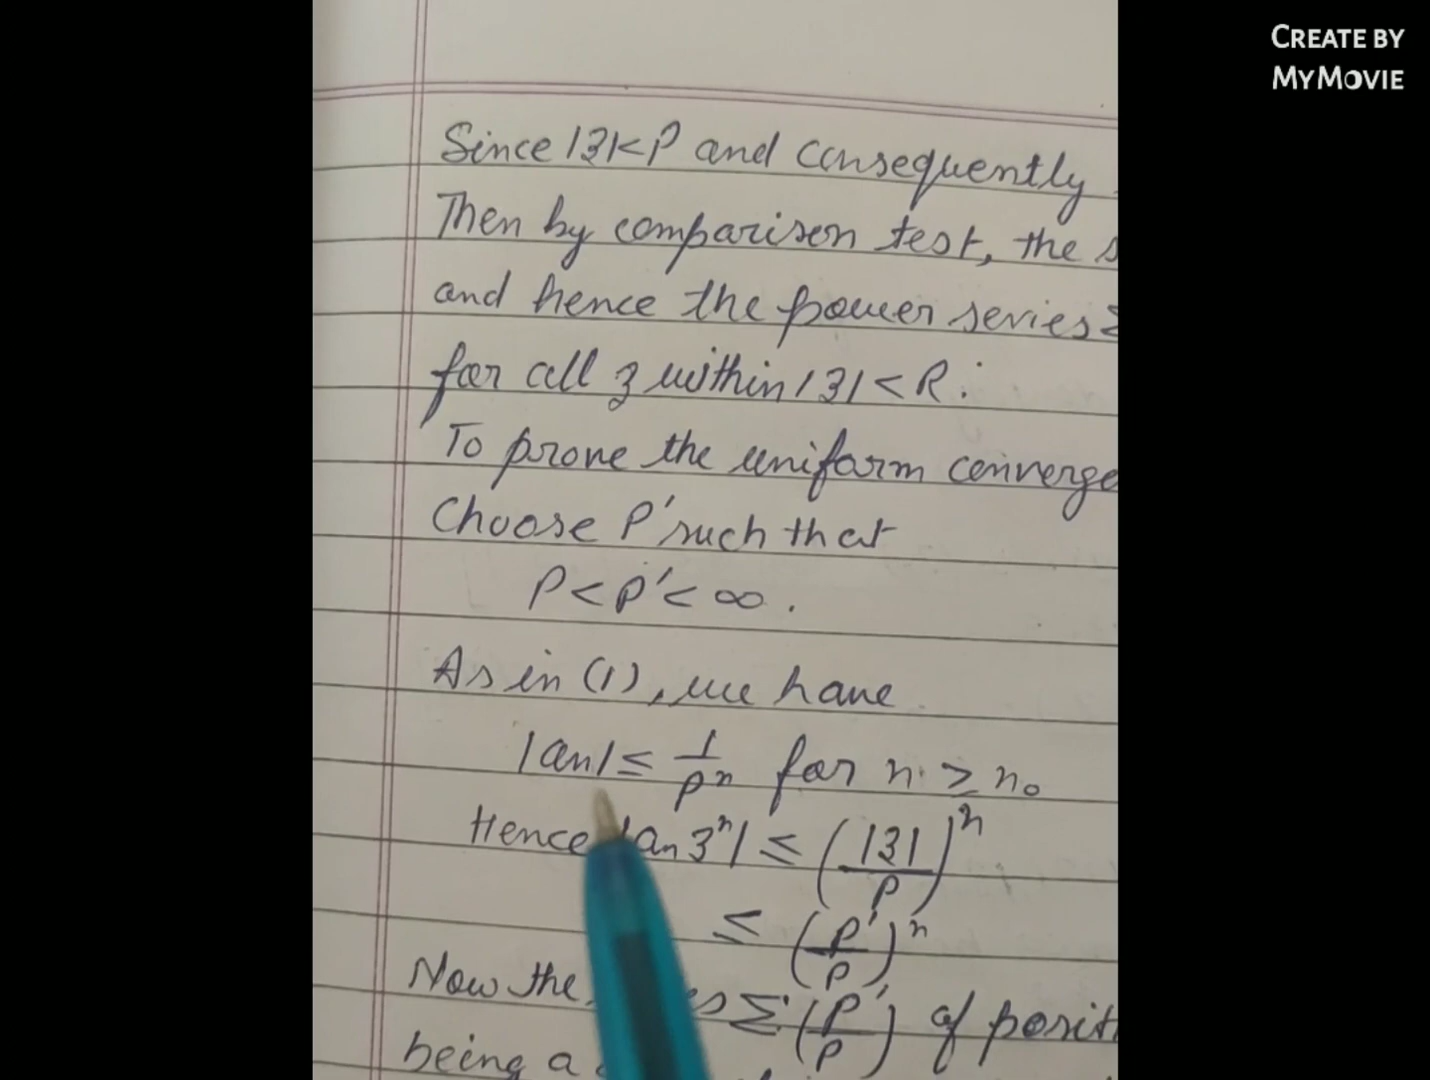 CREATE BY
MYMOVIE
Since |z|<ρ and consequently
Then by comparison test, the s
and hence the power series Σ
for all z within |z| < R.
To prove the uniform converge
Choose ρ' such that
ρ < ρ' < ∞.
As in (1), we have
|an| ≤ 1/ρⁿ for n ≥ n₀
Hence |an zⁿ| ≤ (|z|/ρ)ⁿ
≤ (ρ'/ρ)ⁿ
Now the s Σ (ρ'/ρ) of posit
being a